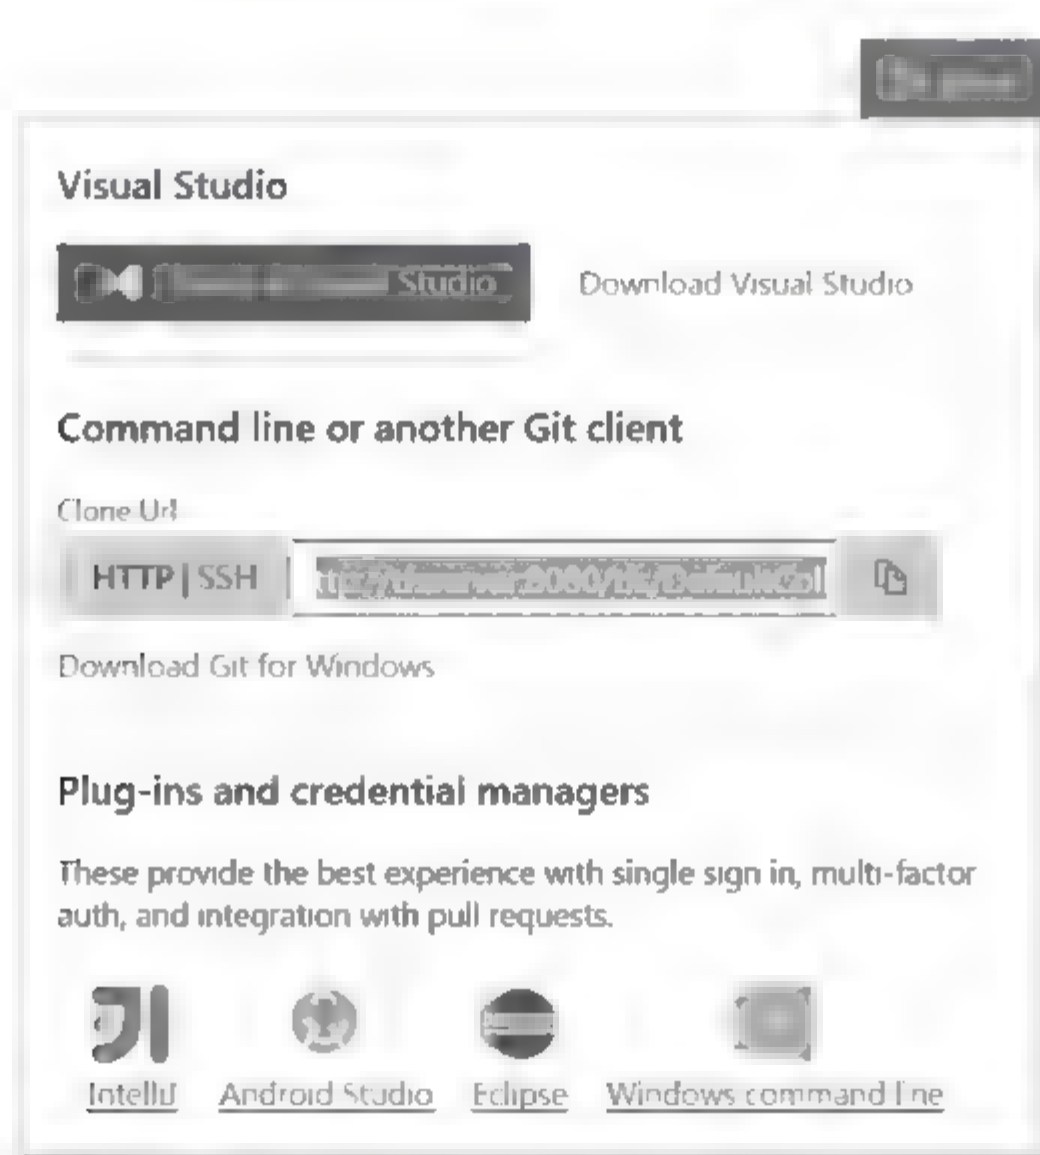 Visual Studio
Studio
Download Visual Studio
Command line or another Git client
Clone Url
HTTP | SSH
Download Git for Windows
Plug-ins and credential managers
These provide the best experience with single sign in, multi-factor
auth, and integration with pull requests.
IntelliJ
Android Studio
Eclipse
Windows command line